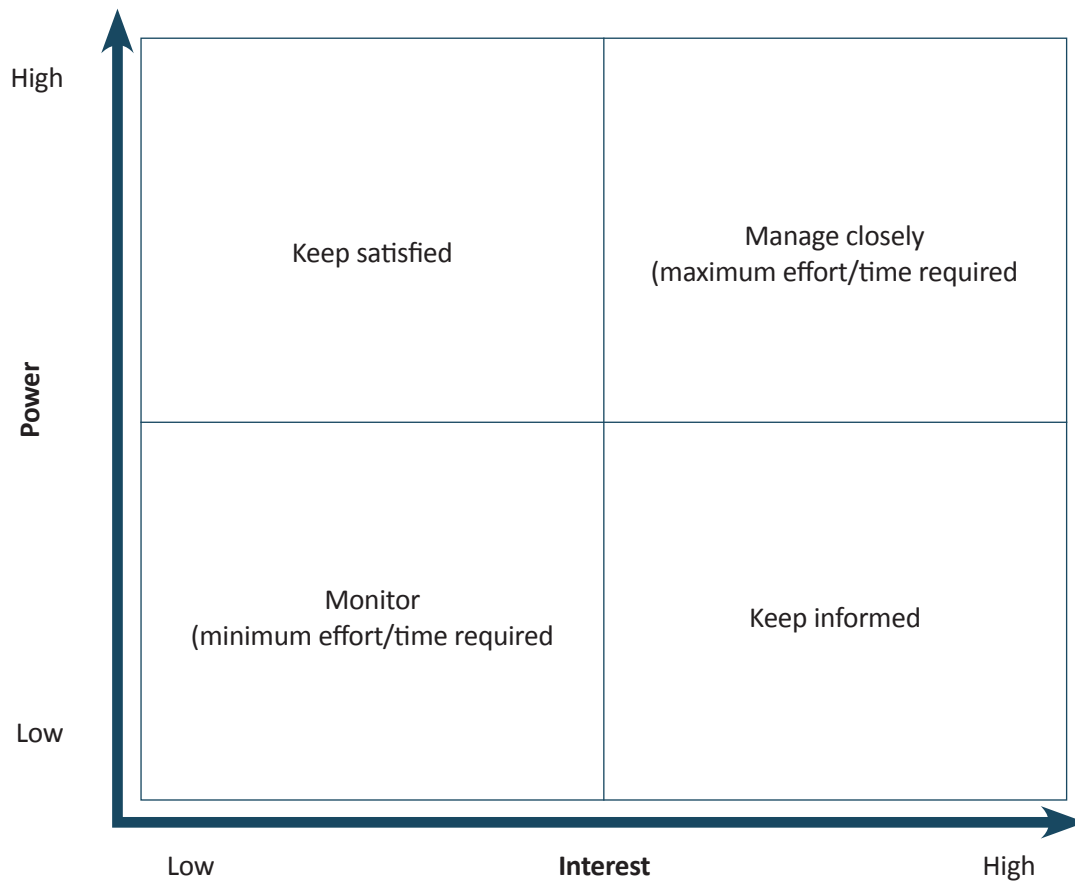 High
Keep satisfied
Manage closely
(maximum effort/time required
Power
Monitor
(minimum effort/time required
Keep informed
Low
Low
Interest
High